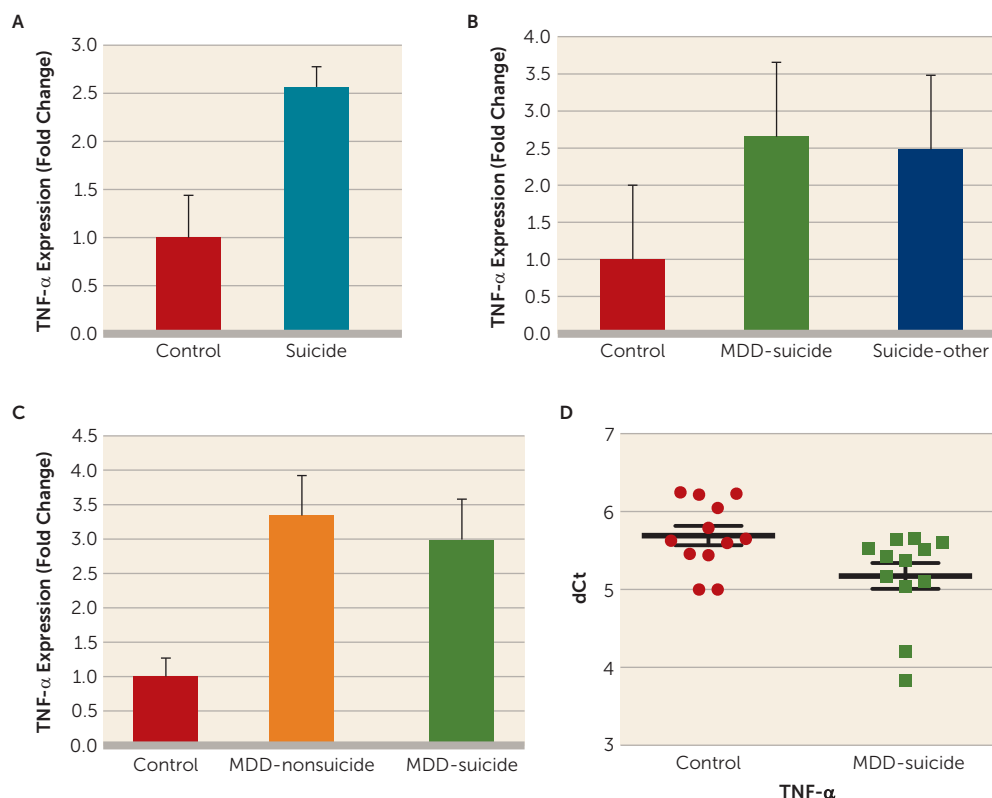 A
TNF-α Expression (Fold Change)
3.0
2.5
2.0
1.5
1.0
0.5
0.0
Control Suicide
B
TNF-α Expression (Fold Change)
4.0
3.5
3.0
2.5
2.0
1.5
1.0
0.5
0.0
Control MDD-suicide Suicide-other
C
TNF-α Expression (Fold Change)
4.5
4.0
3.5
3.0
2.5
2.0
1.5
1.0
0.5
0.0
Control MDD-nonsuicide MDD-suicide
D
dCt
7
6
5
4
3
Control MDD-suicide
TNF-α